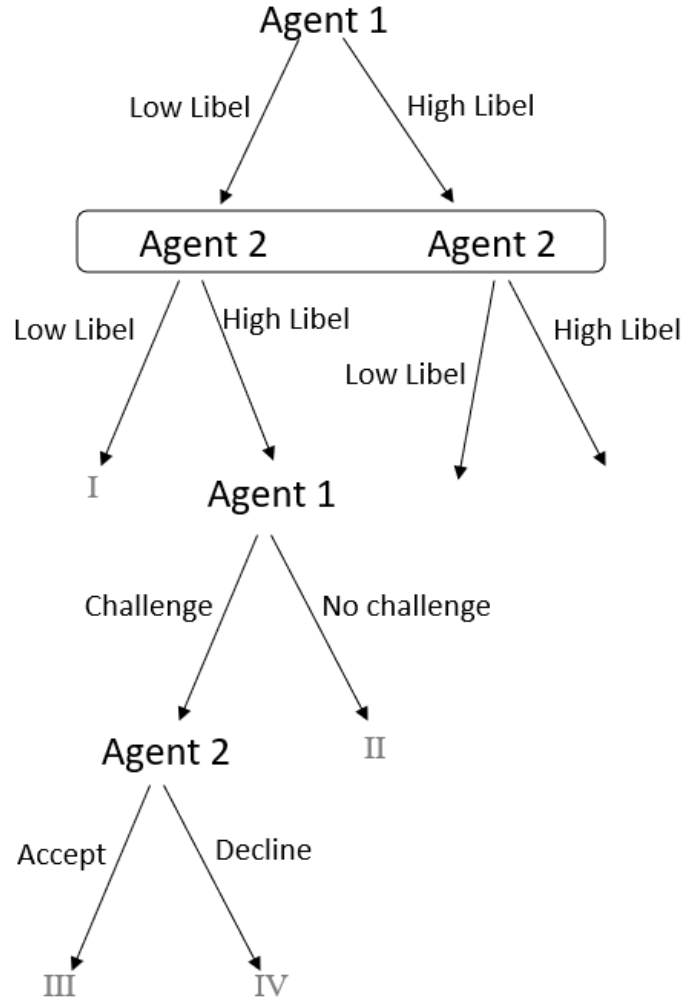 Agent 1
Low Libel
High Libel
Agent 2
Agent 2
Low Libel
High Libel
Low Libel
High Libel
I
Agent 1
Challenge
No challenge
Agent 2
II
Accept
Decline
III
IV